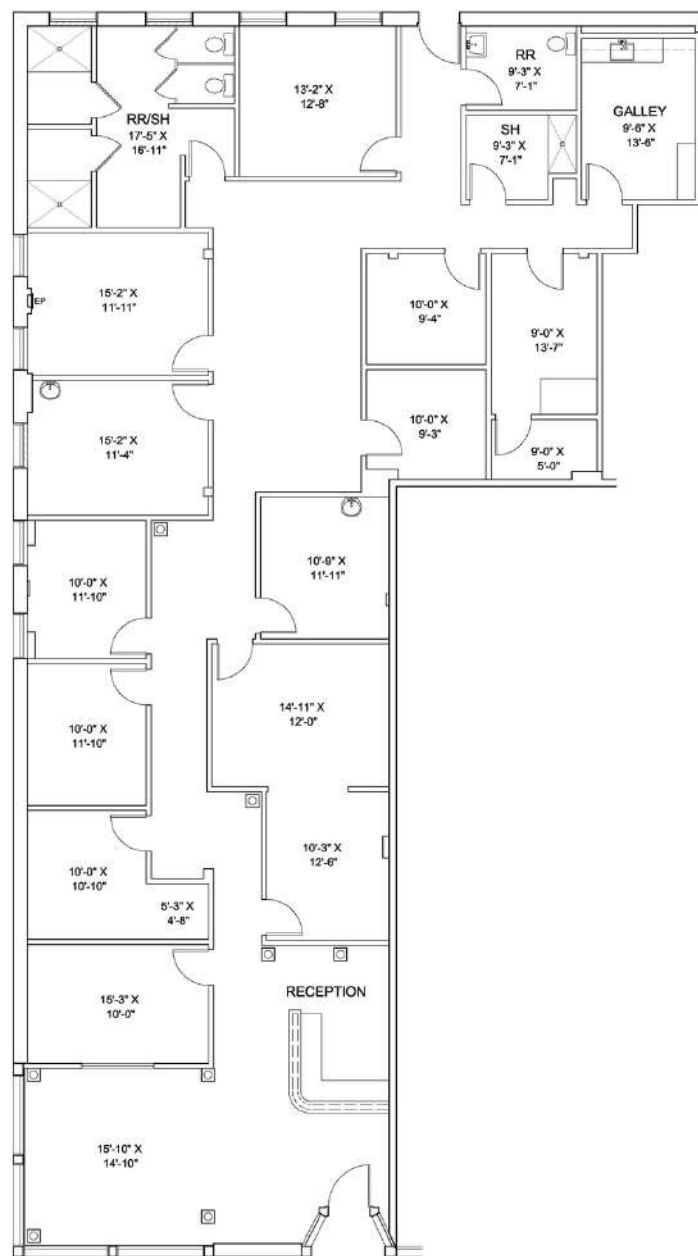 RR
9'-3" X
7'-1"
GALLEY
9'-6" X
13'-6"
13'-2" X
12'-8"
RR/SH
17'-5" X
16'-11"
SH
9'-3" X
7'-1"
15'-2" X
11'-11"
EP
10'-0" X
9'-4"
9'-0" X
13'-7"
15'-2" X
11'-4"
10'-0" X
9'-3"
9'-0" X
5'-0"
10'-0" X
11'-10"
10'-9" X
11'-11"
10'-0" X
11'-10"
14'-11" X
12'-0"
10'-0" X
10'-10"
10'-3" X
12'-6"
5'-3" X
4'-8"
15'-3" X
10'-0"
RECEPTION
15'-10" X
14'-10"